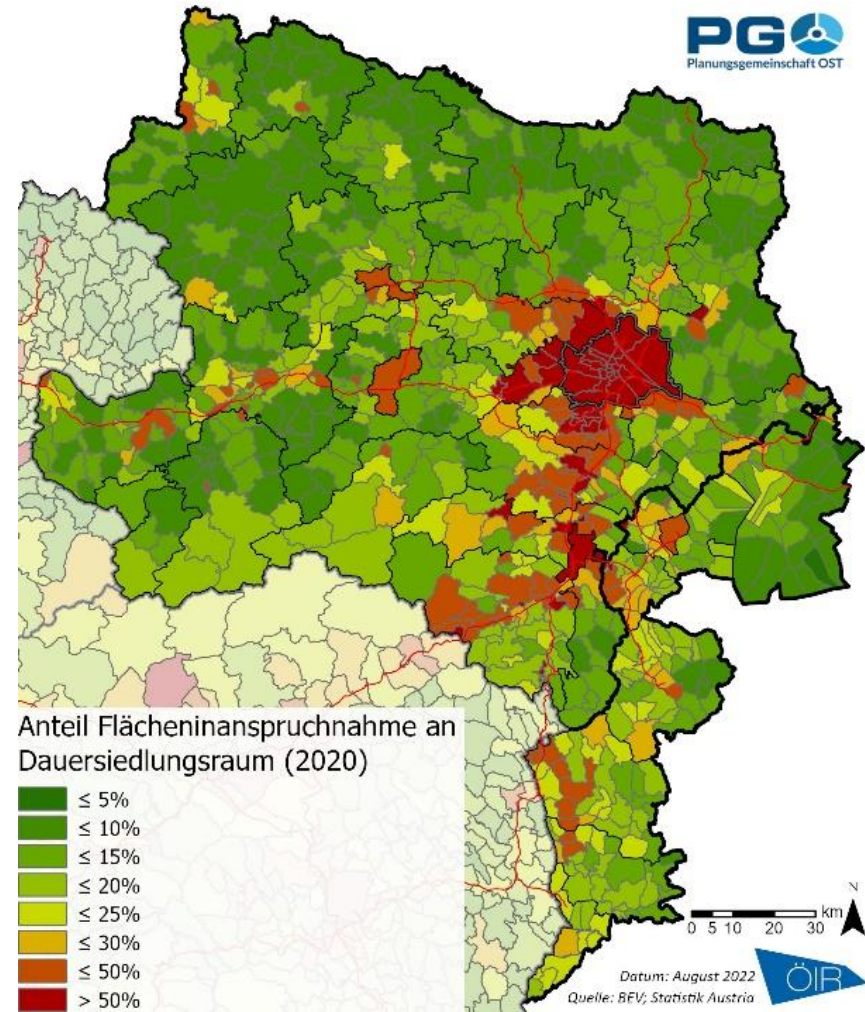 PGO
Planungsgemeinschaft OST
Anteil Flächeninanspruchnahme an
Dauersiedlungsraum (2020)
≤ 5%
≤ 10%
≤ 15%
≤ 20%
≤ 25%
≤ 30%
≤ 50%
> 50%
N
km
0 5 10 20 30
Datum: August 2022
Quelle: BEV; Statistik Austria
ÖIR